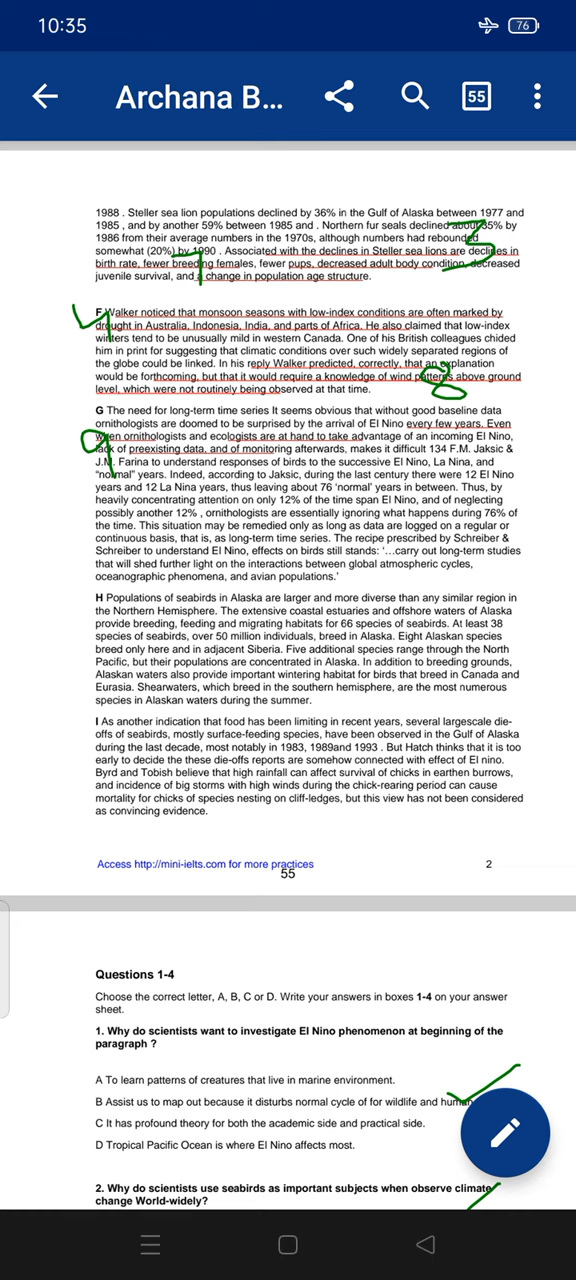 10:35
76
Archana B...
55
1988 . Steller sea lion populations declined by 36% in the Gulf of Alaska between 1977 and
1985 , and by another 59% between 1985 and . Northern fur seals declined about 35% by
1986 from their average numbers in the 1970s, although numbers had rebounded
somewhat (20%) by 1990 . Associated with the declines in Steller sea lions are declines in
birth rate, fewer breeding females, fewer pups, decreased adult body condition, decreased
juvenile survival, and a change in population age structure.
3
7
4
F Walker noticed that monsoon seasons with low-index conditions are often marked by
drought in Australia, Indonesia, India, and parts of Africa. He also claimed that low-index
winters tend to be unusually mild in western Canada. One of his British colleagues chided
him in print for suggesting that climatic conditions over such widely separated regions of
the globe could be linked. In his reply Walker predicted, correctly, that an explanation
would be forthcoming, but that it would require a knowledge of wind patterns above ground
level, which were not routinely being observed at that time.
8
G The need for long-term time series It seems obvious that without good baseline data
ornithologists are doomed to be surprised by the arrival of El Nino every few years. Even
when ornithologists and ecologists are at hand to take advantage of an incoming El Nino,
lack of preexisting data, and of monitoring afterwards, makes it difficult 134 F.M. Jaksic &
J.M. Farina to understand responses of birds to the successive El Nino, La Nina, and
“normal” years. Indeed, according to Jaksic, during the last century there were 12 El Nino
years and 12 La Nina years, thus leaving about 76 ‘normal’ years in between. Thus, by
heavily concentrating attention on only 12% of the time span El Nino, and of neglecting
possibly another 12% , ornithologists are essentially ignoring what happens during 76% of
the time. This situation may be remedied only as long as data are logged on a regular or
continuous basis, that is, as long-term time series. The recipe prescribed by Schreiber &
Schreiber to understand El Nino, effects on birds still stands: ‘...carry out long-term studies
that will shed further light on the interactions between global atmospheric cycles,
oceanographic phenomena, and avian populations.’
9
H Populations of seabirds in Alaska are larger and more diverse than any similar region in
the Northern Hemisphere. The extensive coastal estuaries and offshore waters of Alaska
provide breeding, feeding and migrating habitats for 66 species of seabirds. At least 38
species of seabirds, over 50 million individuals, breed in Alaska. Eight Alaskan species
breed only here and in adjacent Siberia. Five additional species range through the North
Pacific, but their populations are concentrated in Alaska. In addition to breeding grounds,
Alaskan waters also provide important wintering habitat for birds that breed in Canada and
Eurasia. Shearwaters, which breed in the southern hemisphere, are the most numerous
species in Alaskan waters during the summer.
I As another indication that food has been limiting in recent years, several largescale die-
offs of seabirds, mostly surface-feeding species, have been observed in the Gulf of Alaska
during the last decade, most notably in 1983, 1989and 1993 . But Hatch thinks that it is too
early to decide the these die-offs reports are somehow connected with effect of El nino.
Byrd and Tobish believe that high rainfall can affect survival of chicks in earthen burrows,
and incidence of big storms with high winds during the chick-rearing period can cause
mortality for chicks of species nesting on cliff-ledges, but this view has not been considered
as convincing evidence.
Access http://mini-ielts.com for more practices
2
55
Questions 1-4
Choose the correct letter, A, B, C or D. Write your answers in boxes 1-4 on your answer
sheet.
1. Why do scientists want to investigate El Nino phenomenon at beginning of the
paragraph ?
A To learn patterns of creatures that live in marine environment.
B Assist us to map out because it disturbs normal cycle of for wildlife and
C It has profound theory for both the academic side and practical side.
D Tropical Pacific Ocean is where El Nino affects most.
2. Why do scientists use seabirds as important subjects when observe climate
change World-widely?